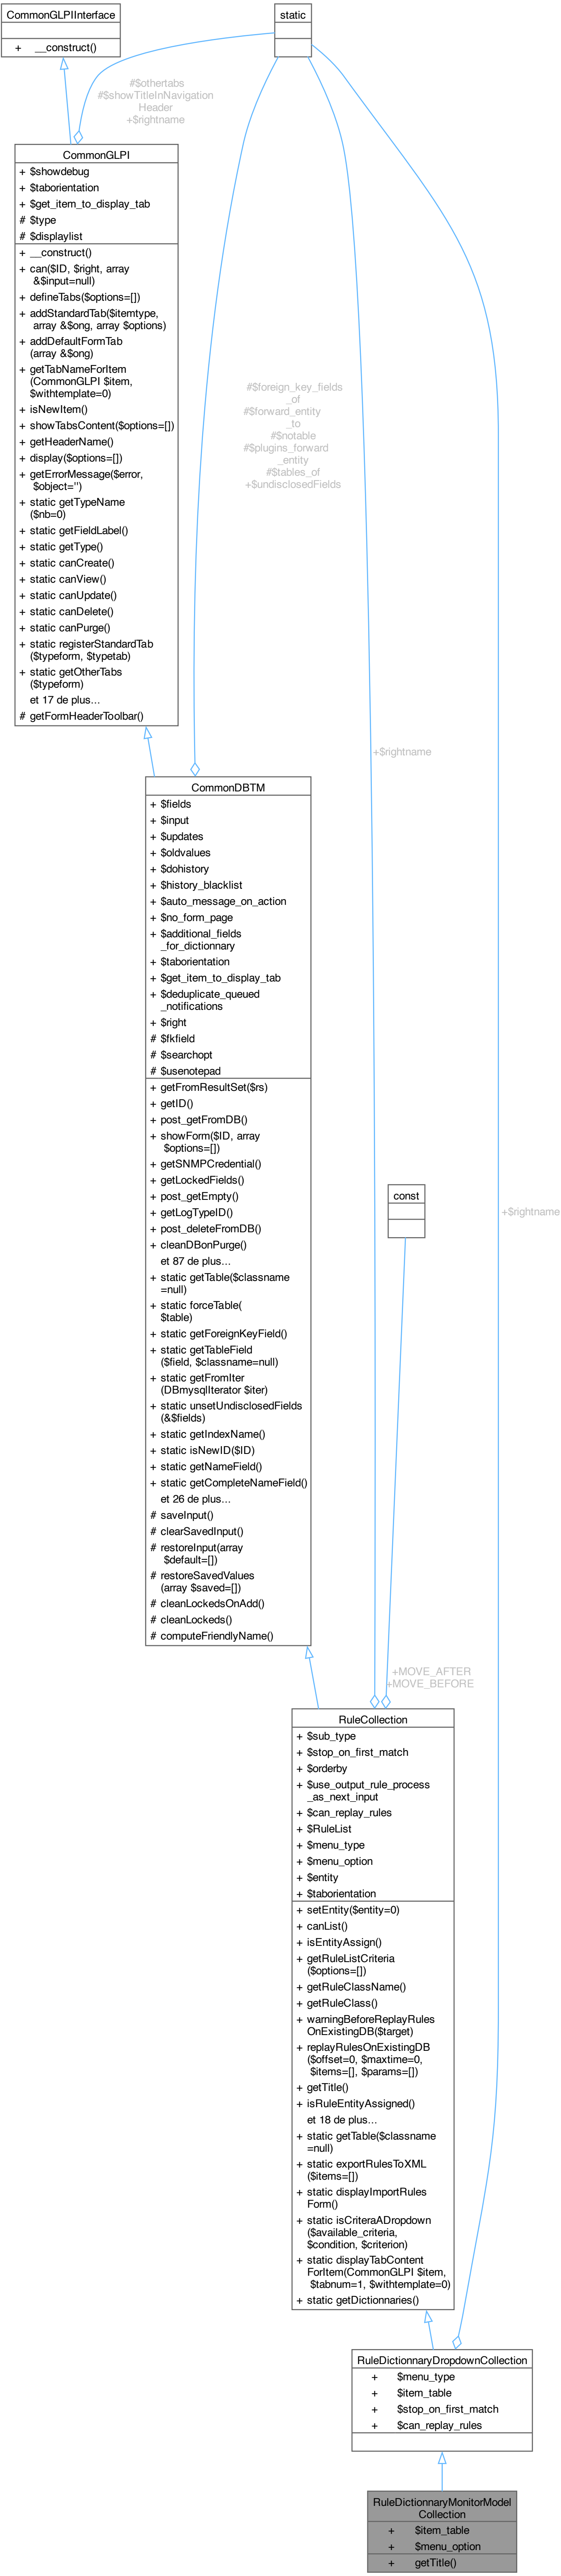 CommonGLPIInterface
+ __construct()
static
#$othertabs
#$showTitleInNavigation
Header
+$rightname
CommonGLPI
+ $showdebug
+ $taborientation
+ $get_item_to_display_tab
# $type
# $displaylist
+ __construct()
+ can($ID, $right, array
&$input=null)
+ defineTabs($options=[])
+ addStandardTab($itemtype,
array &$ong, array $options)
+ addDefaultFormTab
(array &$ong)
+ getTabNameForItem
(CommonGLPI $item,
$withtemplate=0)
+ isNewItem()
+ showTabsContent($options=[])
+ getHeaderName()
+ display($options=[])
+ getErrorMessage($error,
$object='')
+ static getTypeName
($nb=0)
+ static getFieldLabel()
+ static getType()
+ static canCreate()
+ static canView()
+ static canUpdate()
+ static canDelete()
+ static canPurge()
+ static registerStandardTab
($typeform, $typetab)
+ static getOtherTabs
($typeform)
et 17 de plus...
# getFormHeaderToolbar()
#$foreign_key_fields
_of
#$forward_entity
_to
#$notable
#$plugins_forward
_entity
#$tables_of
+$undisclosedFields
+$rightname
CommonDBTM
+ $fields
+ $input
+ $updates
+ $oldvalues
+ $dohistory
+ $history_blacklist
+ $auto_message_on_action
+ $no_form_page
+ $additional_fields
_for_dictionnary
+ $taborientation
+ $get_item_to_display_tab
+ $deduplicate_queued
_notifications
+ $right
# $fkfield
# $searchopt
# $usenotepad
+ getFromResultSet($rs)
+ getID()
+ post_getFromDB()
+ showForm($ID, array
$options=[])
+ getSNMPCredential()
+ getLockedFields()
+ post_getEmpty()
+ getLogTypeID()
+ post_deleteFromDB()
+ cleanDBonPurge()
et 87 de plus...
+ static getTable($classname
=null)
+ static forceTable(
$table)
+ static getForeignKeyField()
+ static getTableField
($field, $classname=null)
+ static getFromIter
(DBmysqlIterator $iter)
+ static unsetUndisclosedFields
(&$fields)
+ static getIndexName()
+ static isNewID($ID)
+ static getNameField()
+ static getCompleteNameField()
et 26 de plus...
# saveInput()
# clearSavedInput()
# restoreInput(array
$default=[])
# restoreSavedValues
(array $saved=[])
# cleanLockedsOnAdd()
# cleanLockeds()
# computeFriendlyName()
const
+$rightname
+MOVE_AFTER
+MOVE_BEFORE
RuleCollection
+ $sub_type
+ $stop_on_first_match
+ $orderby
+ $use_output_rule_process
_as_next_input
+ $can_replay_rules
+ $RuleList
+ $menu_type
+ $menu_option
+ $entity
+ $taborientation
+ setEntity($entity=0)
+ canList()
+ isEntityAssign()
+ getRuleListCriteria
($options=[])
+ getRuleClassName()
+ getRuleClass()
+ warningBeforeReplayRules
OnExistingDB($target)
+ replayRulesOnExistingDB
($offset=0, $maxtime=0,
$items=[], $params=[])
+ getTitle()
+ isRuleEntityAssigned()
et 18 de plus...
+ static getTable($classname
=null)
+ static exportRulesToXML
($items=[])
+ static displayImportRules
Form()
+ static isCriteraADropdown
($available_criteria,
$condition, $criterion)
+ static displayTabContent
ForItem(CommonGLPI $item,
$tabnum=1, $withtemplate=0)
+ static getDictionnaries()
RuleDictionnaryDropdownCollection
+ $menu_type
+ $item_table
+ $stop_on_first_match
+ $can_replay_rules
RuleDictionnaryMonitorModel
Collection
+ $item_table
+ $menu_option
+ getTitle()